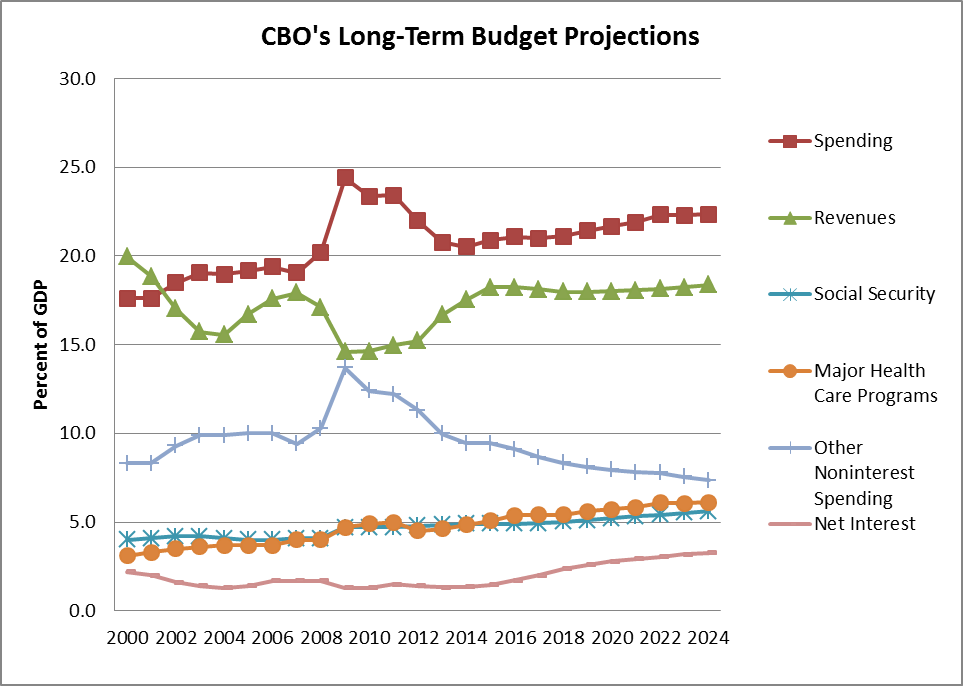 CBO's Long-Term Budget Projections
30.0
25.0
20.0
15.0
10.0
5.0
0.0
Percent of GDP
2000 2002 2004 2006 2008 2010 2012 2014 2016 2018 2020 2022 2024
Spending
Revenues
Social Security
Major Health
Care Programs
Other
Noninterest
Spending
Net Interest